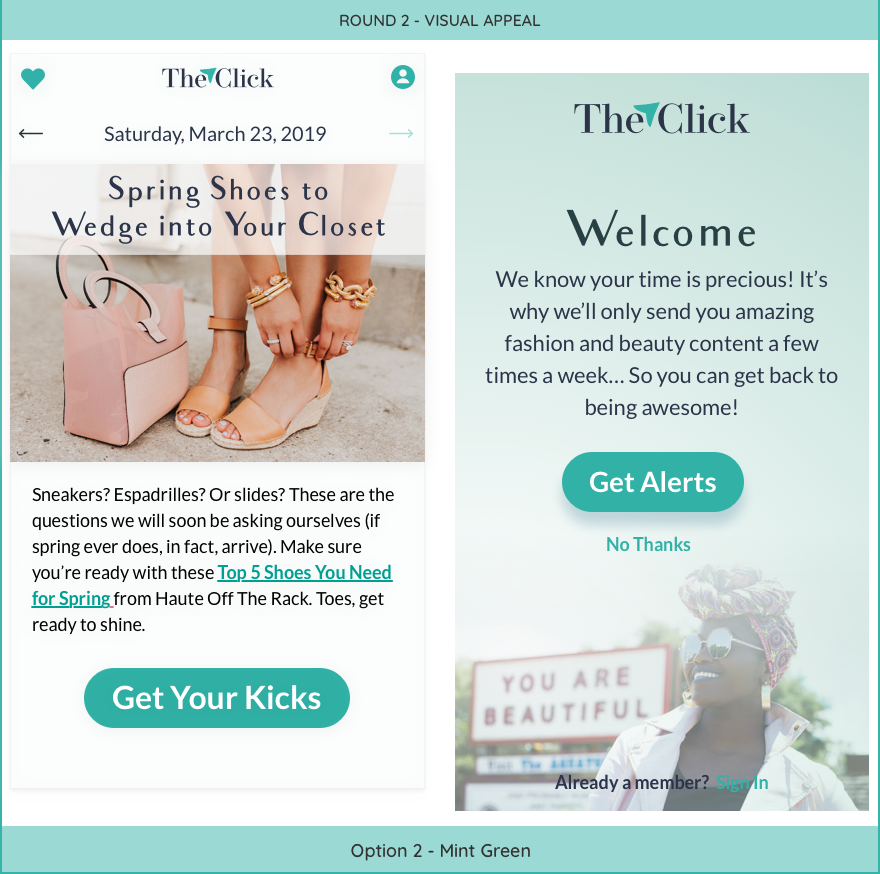 ROUND 2 - VISUAL APPEAL
The Click
Saturday, March 23, 2019
Spring Shoes to
Wedge into Your Closet
Sneakers? Espadrilles? Or slides? These are the
questions we will soon be asking ourselves (if
spring ever does, in fact, arrive). Make sure
you're ready with these Top 5 Shoes You Need
for Spring from Haute Off The Rack. Toes, get
ready to shine.
Get Your Kicks
The Click
Welcome
We know your time is precious! It's
why we'll only send you amazing
fashion and beauty content a few
times a week... So you can get back to
being awesome!
Get Alerts
No Thanks
YOU ARE
BEAUTIFUL
Already a member? Sign In
Option 2 - Mint Green